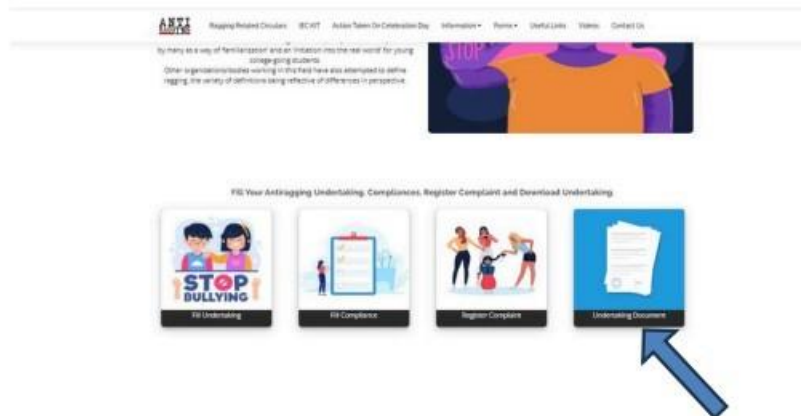 ANTI
RAGGING
Ragging Related Circulars IEC KIT Action Taken On Celebration Day Information Forms Useful Links Videos Contact Us
by many as a way of 'familiarization' and an 'initiation into the real world' for young
college-going students
Other organizations/bodies working in this field have also attempted to define
ragging, the variety of definitions being reflective of differences in perspective
STOP
Fill Your Antiragging Undertaking, Compliances, Register Complaint and Download Undertaking
STOP
BULLYING
Fill Undertaking
Fill Compliance
Register Complaint
Undertaking Document